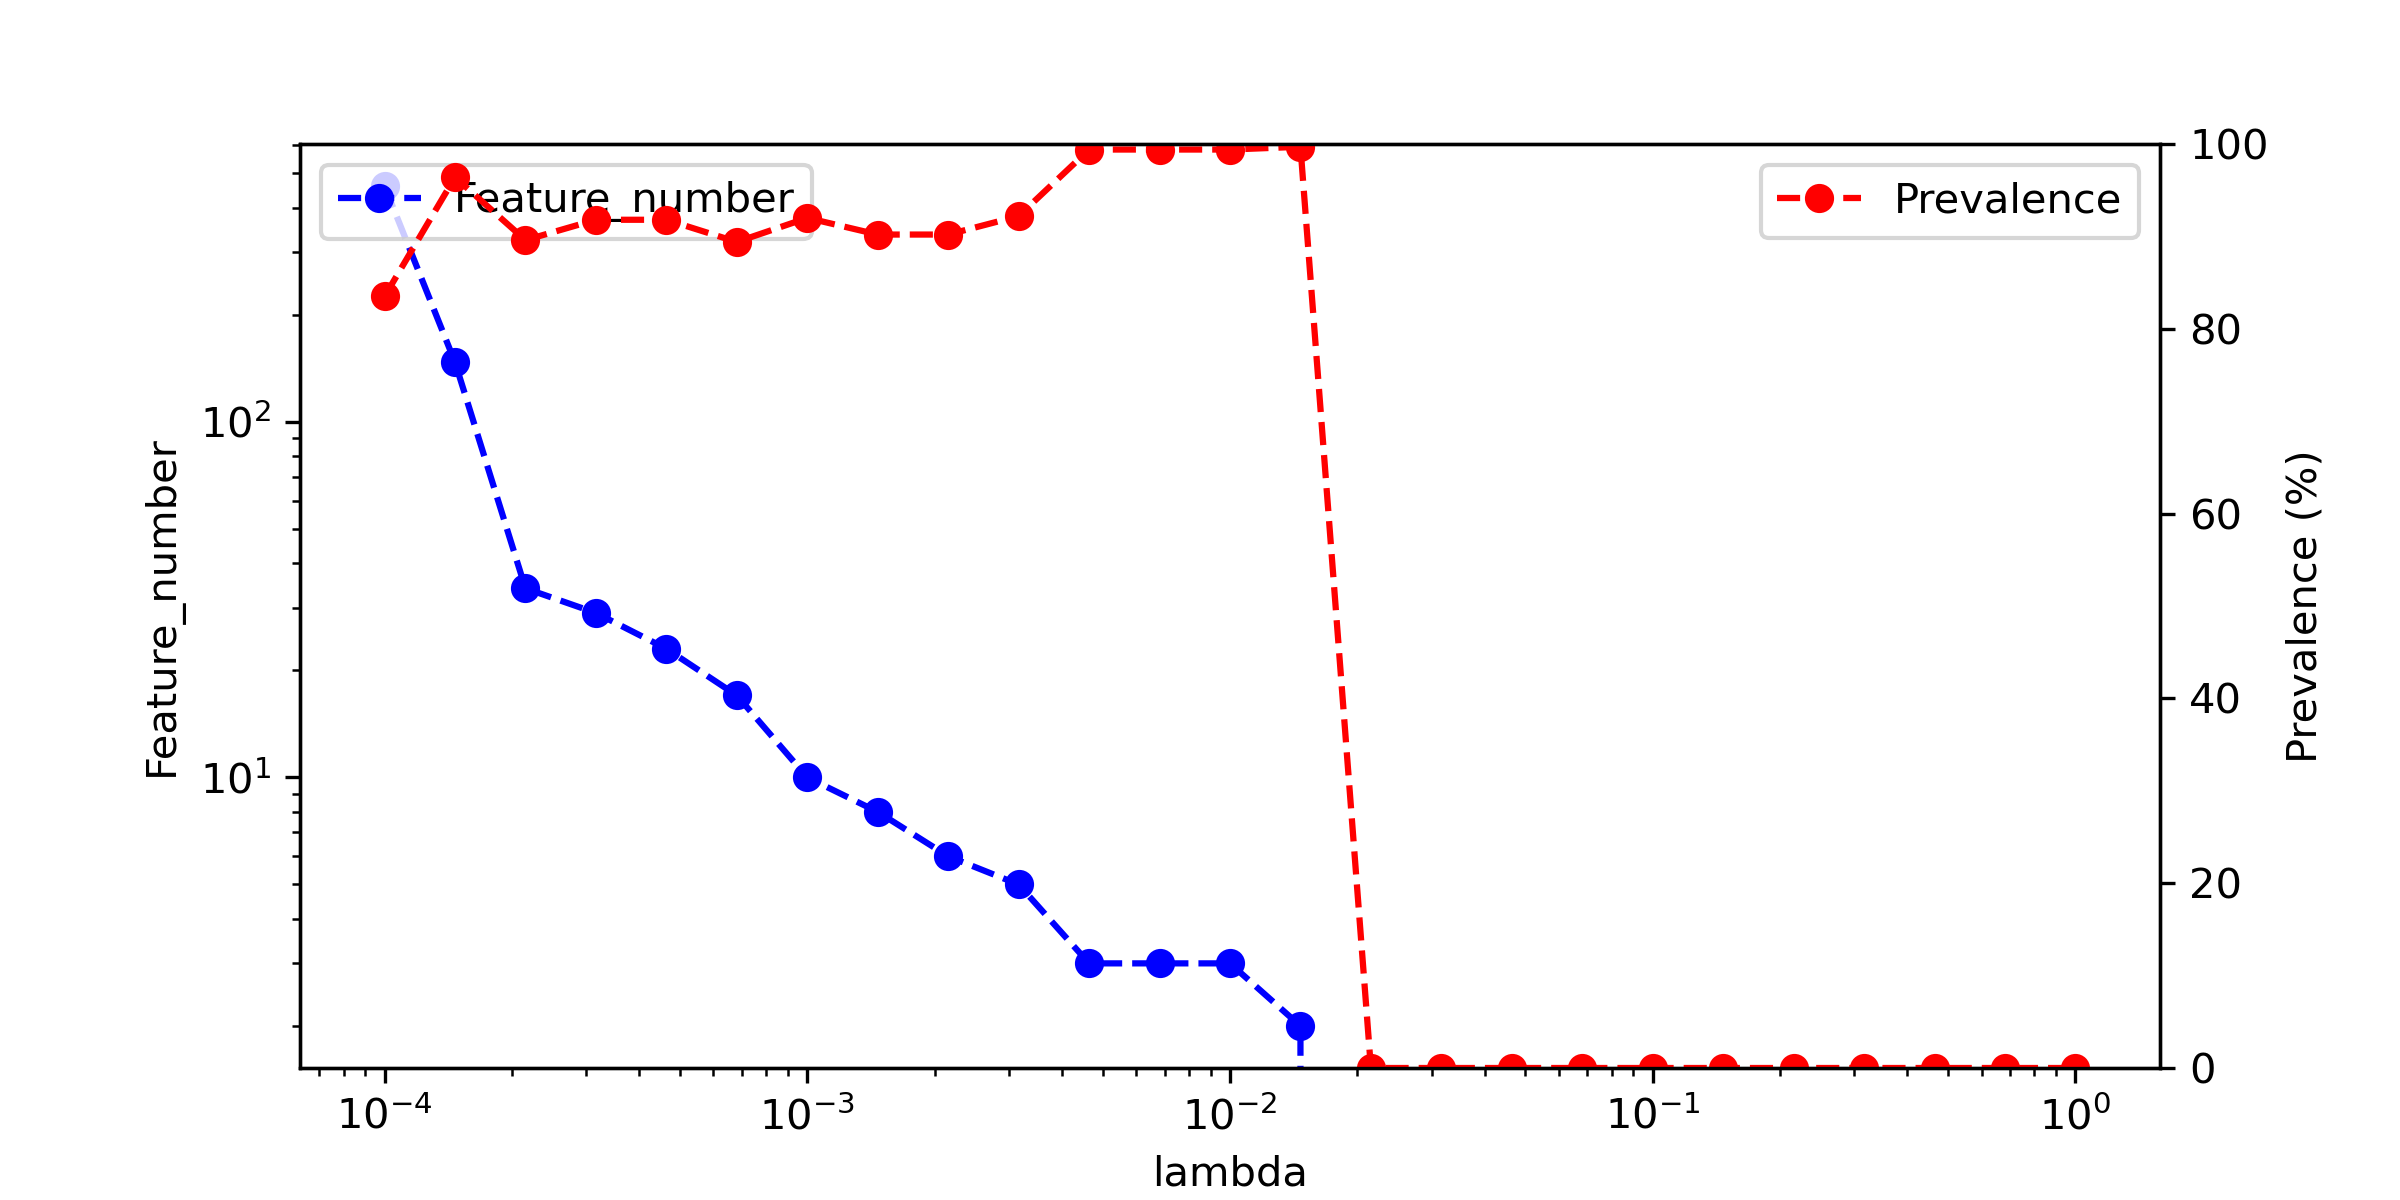 Feature_number
Prevalence
10²
10¹
Feature_number
100
80
60
40
20
0
Prevalence (%)
10⁻⁴ 10⁻³ 10⁻² 10⁻¹ 10⁰
lambda